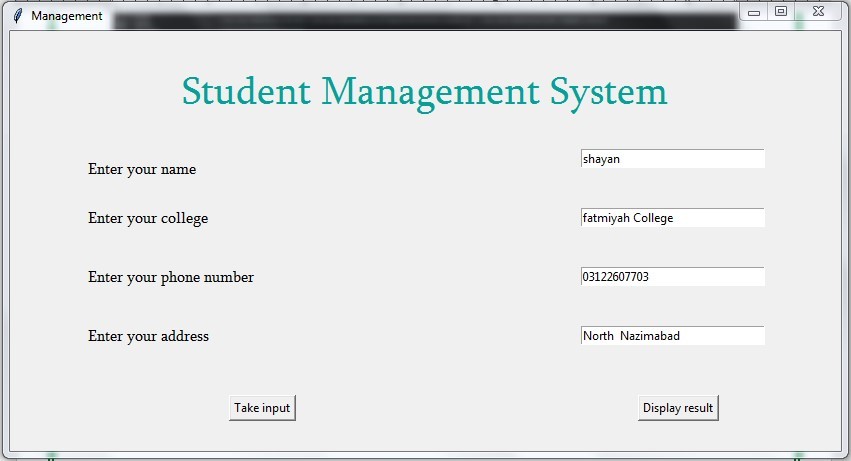 Management
Student Management System
Enter your name shayan
Enter your college fatmiyah College
Enter your phone number 03122607703
Enter your address North  Nazimabad
Take input Display result